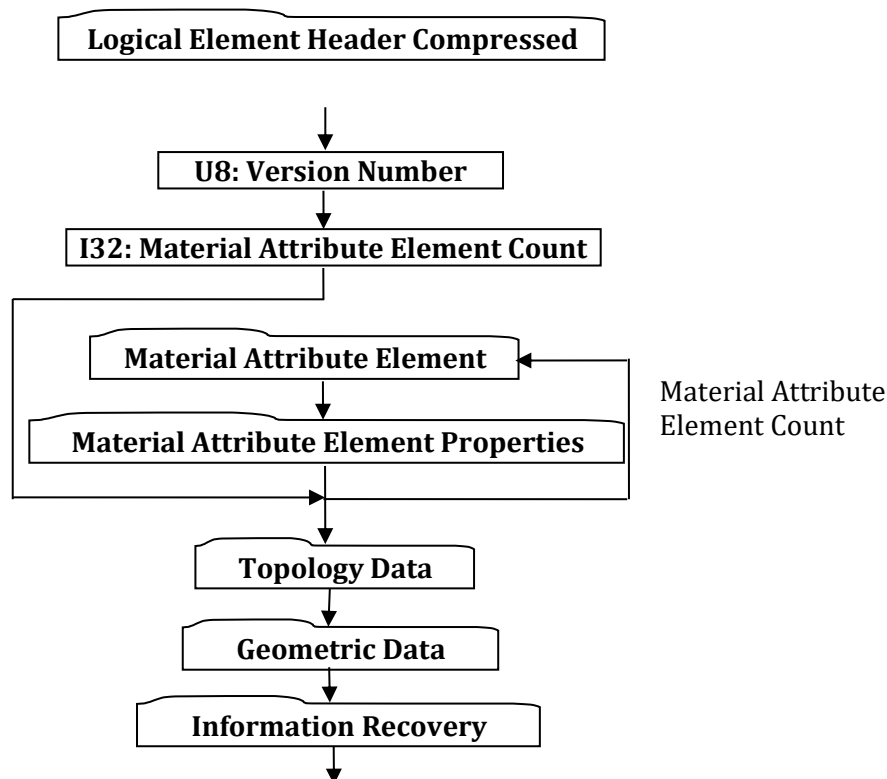 Logical Element Header Compressed
U8: Version Number
I32: Material Attribute Element Count
Material Attribute Element
Material Attribute Element Properties
Material Attribute
Element Count
Topology Data
Geometric Data
Information Recovery